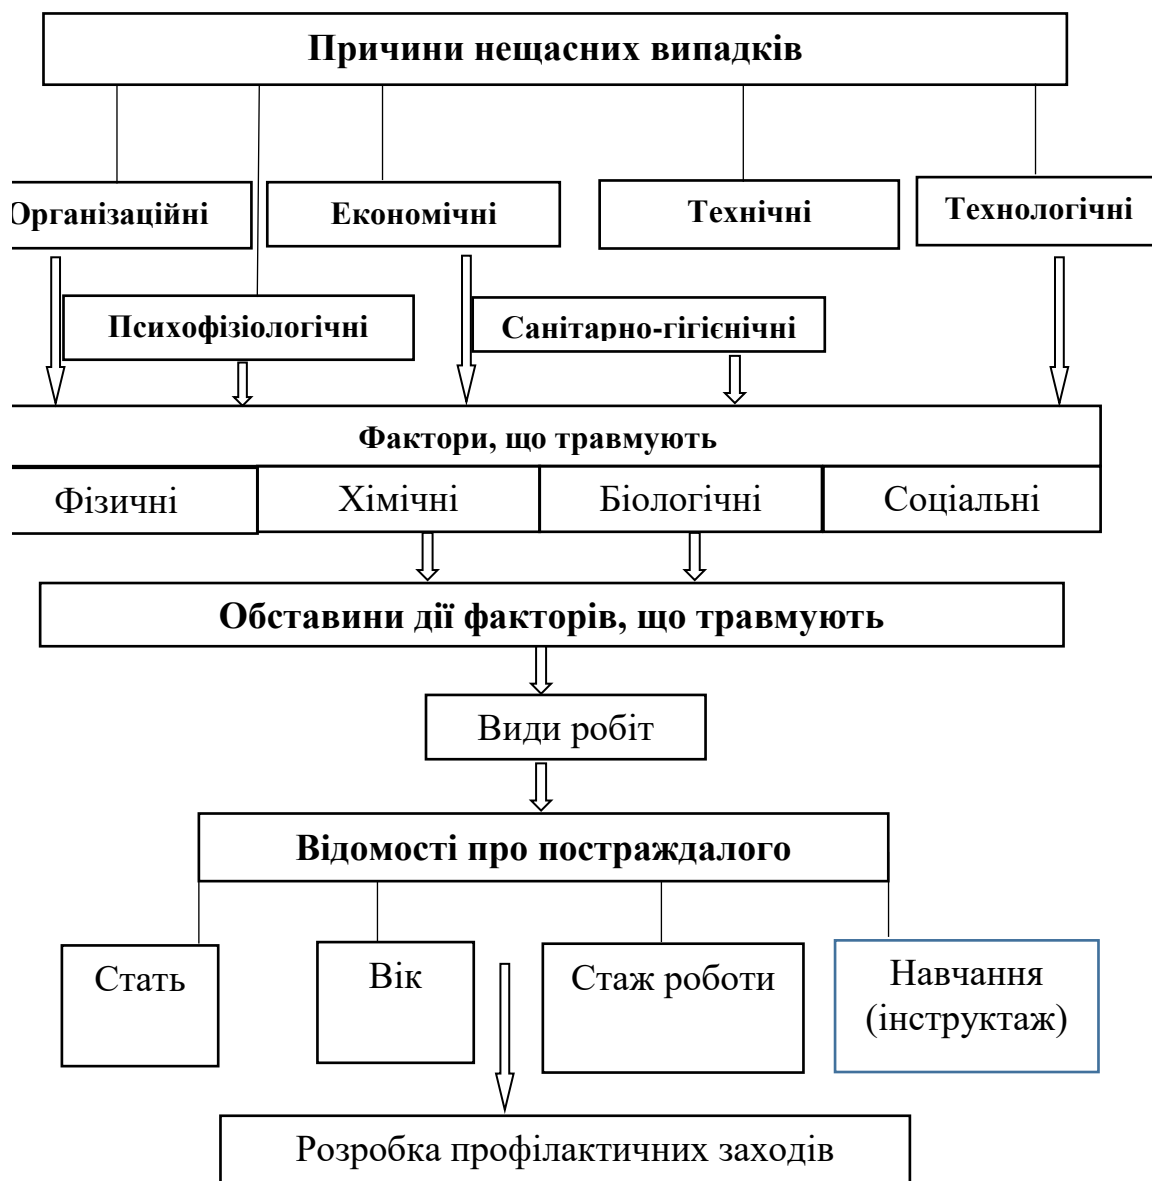 Причини нещасних випадків
Організаційні
Економічні
Технічні
Технологічні
Психофізіологічні
Санітарно-гігієнічні
Фактори, що травмують
Фізичні
Хімічні
Біологічні
Соціальні
Обставини дії факторів, що травмують
Види робіт
Відомості про постраждалого
Стать
Вік
Стаж роботи
Навчання
(інструктаж)
Розробка профілактичних заходів